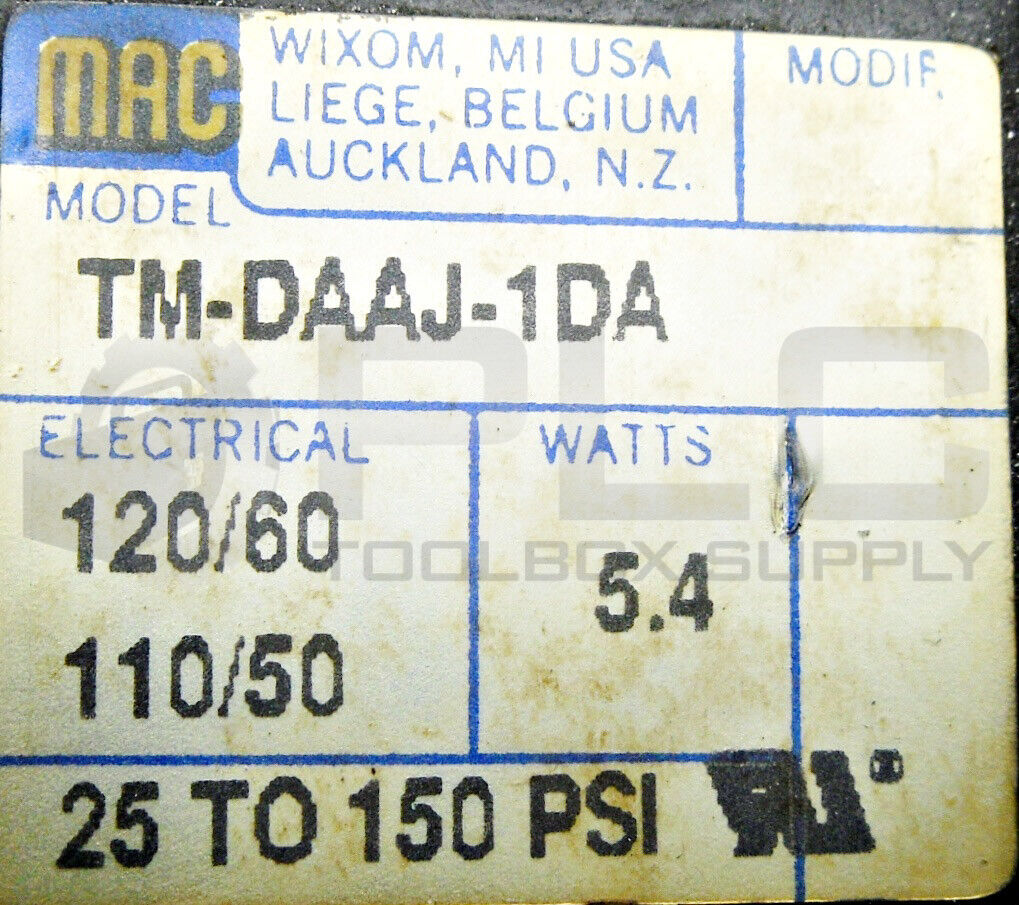 MAC
WIXOM, MI USA
LIEGE, BELGIUM
AUCKLAND, N.Z.
MODIF.
MODEL
TM-DAAJ-1DA
ELECTRICAL
WATTS
120/60
5.4
110/50
25 TO 150 PSI
PLC
TOOLBOX SUPPLY